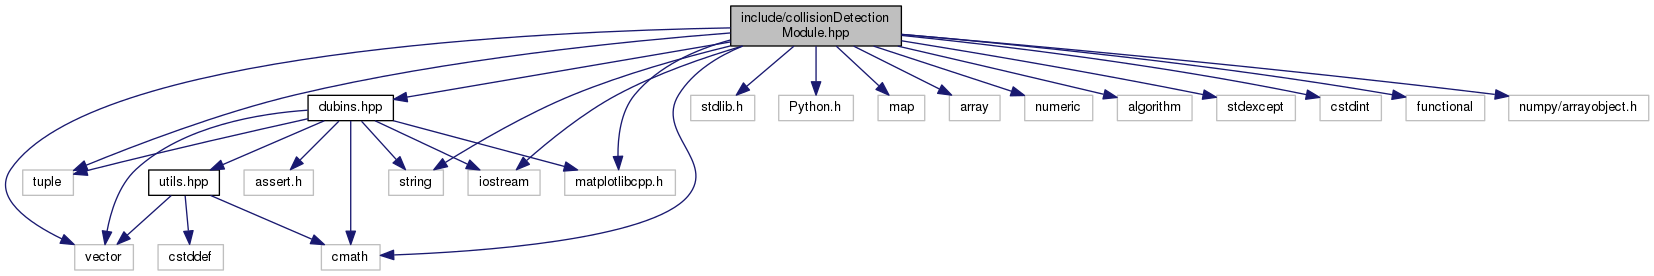 include/collisionDetection
Module.hpp
dubins.hpp
stdlib.h
Python.h
map
array
numeric
algorithm
stdexcept
cstdint
functional
numpy/arrayobject.h
tuple
utils.hpp
assert.h
string
iostream
matplotlibcpp.h
vector
cstddef
cmath